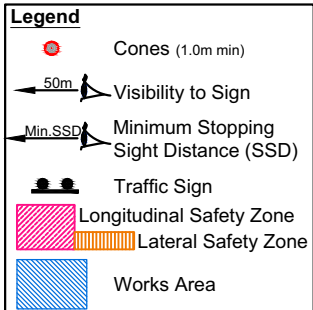 Legend
Cones (1.0m min)
50m
Visibility to Sign
Min.SSD
Minimum Stopping
Sight Distance (SSD)
Traffic Sign
Longitudinal Safety Zone
Lateral Safety Zone
Works Area